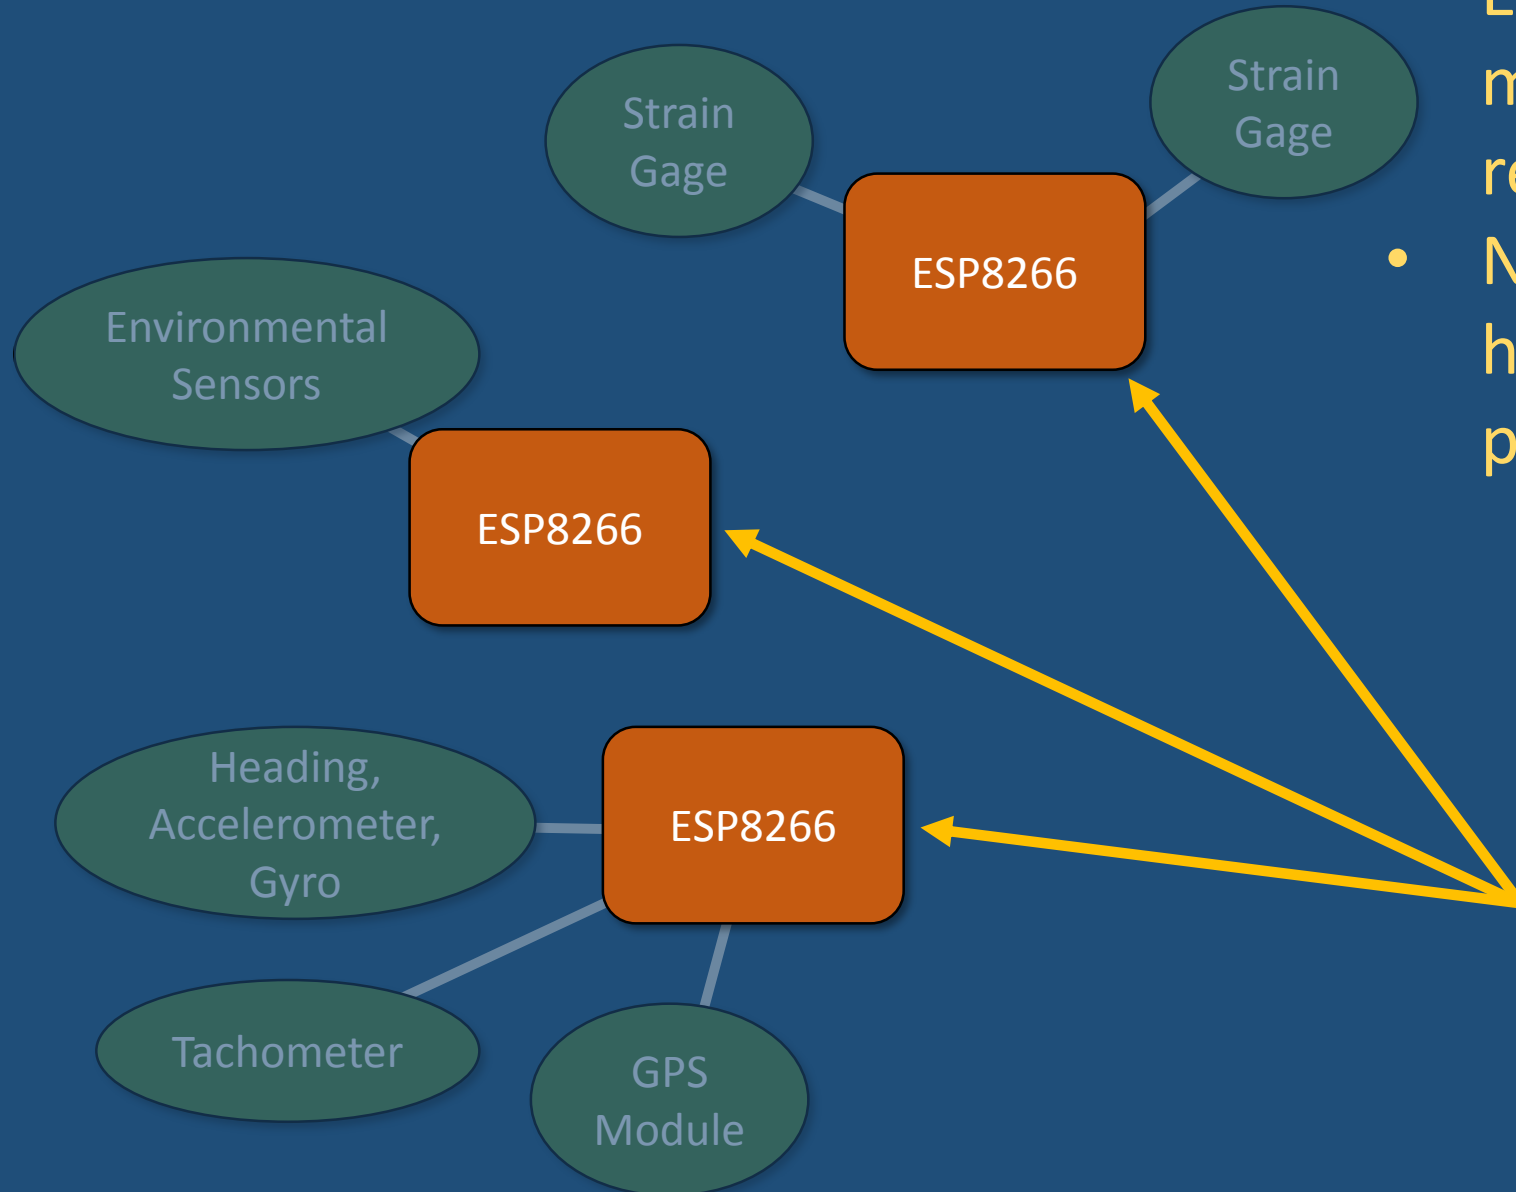 Strain
Gage
Strain
Gage
ESP8266
Environmental
Sensors
ESP8266
Heading,
Accelerometer,
Gyro
ESP8266
Tachometer
GPS
Module